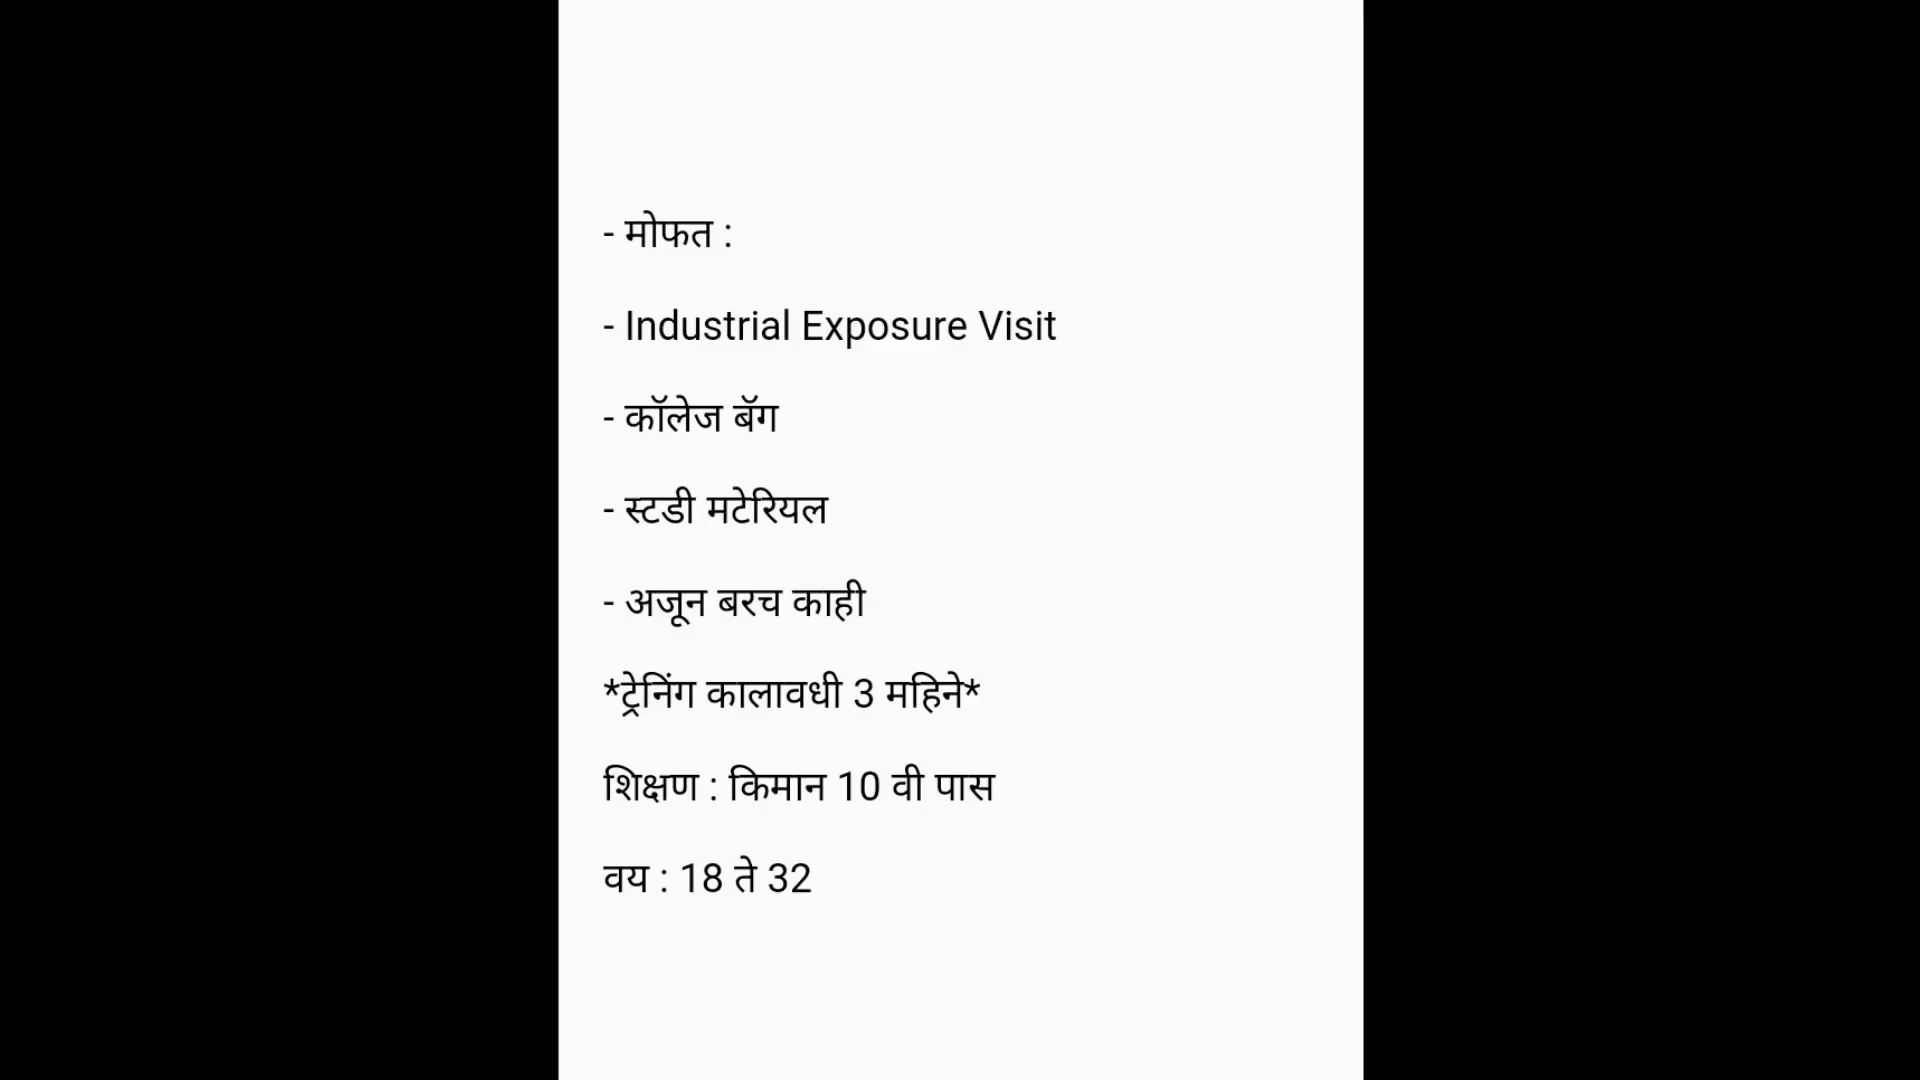 - मोफत :
- Industrial Exposure Visit
- कॉलेज बॅग
- स्टडी मटेरियल
- अजून बरच काही
*ट्रेनिंग कालावधी 3 महिने*
शिक्षण : किमान 10 वी पास
वय : 18 ते 32